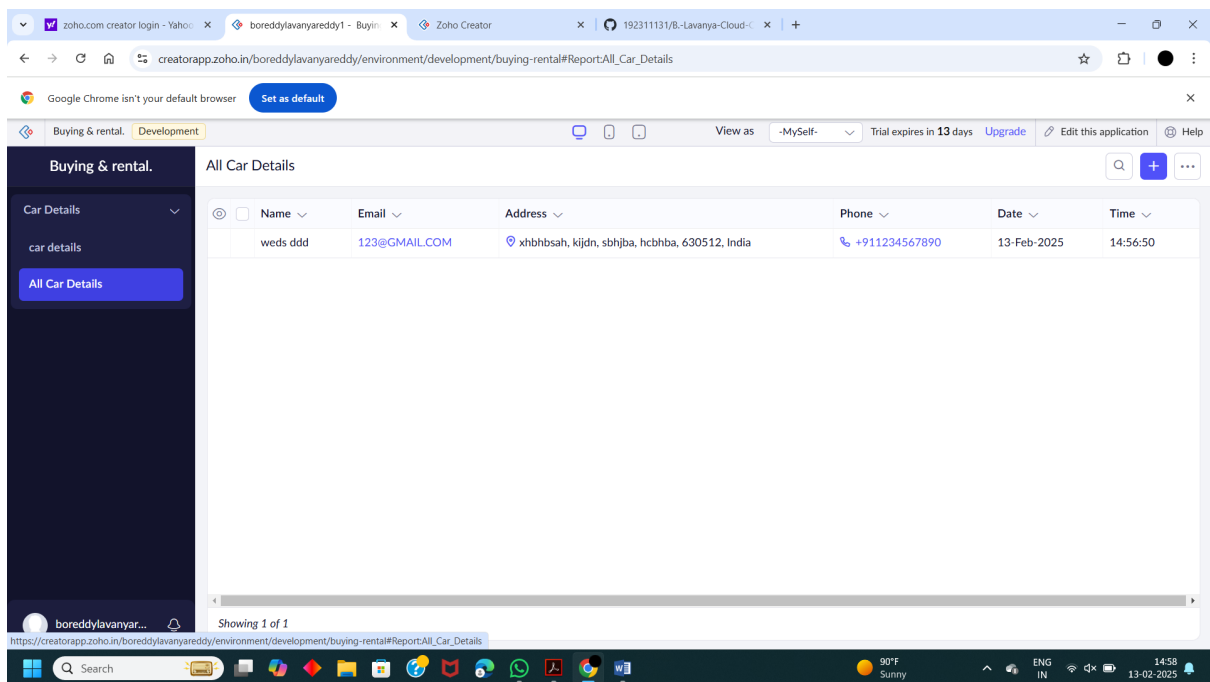 zoho.com creator login - Yahoo
boreddylavanyareddy1 - Buyin
Zoho Creator
192311131/B.-Lavanya-Cloud-C
creatorapp.zoho.in/boreddylavanyareddy/environment/development/buying-rental#Report:All_Car_Details
Google Chrome isn't your default browser Set as default
Buying & rental. Development View as -MySelf- Trial expires in 13 days Upgrade Edit this application Help
Buying & rental. All Car Details
Car Details Name Email Address Phone Date Time
car details weds ddd 123@GMAIL.COM xhbhbsah, kijdn, sbhjba, hcbhba, 630512, India +911234567890 13-Feb-2025 14:56:50
All Car Details
boreddylavanyar... Showing 1 of 1
https://creatorapp.zoho.in/boreddylavanyareddy/environment/development/buying-rental#Report:All_Car_Details
Search 90°F ENG 14:58
Sunny IN 13-02-2025